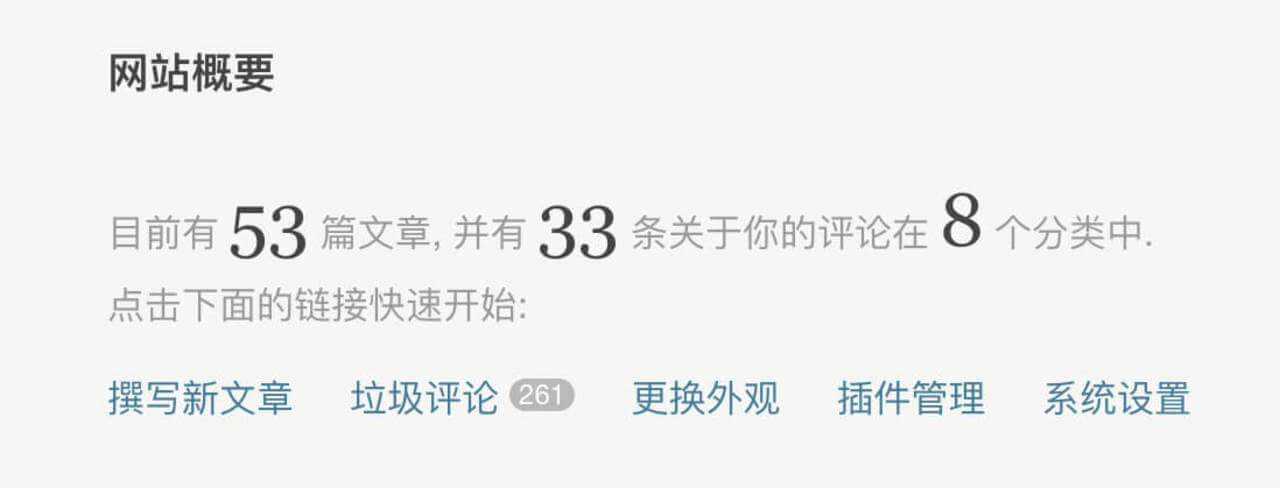 网站概要
目前有 53 篇文章, 并有 33 条关于你的评论在 8 个分类中.
点击下面的链接快速开始:
撰写新文章 垃圾评论 261 更换外观 插件管理 系统设置